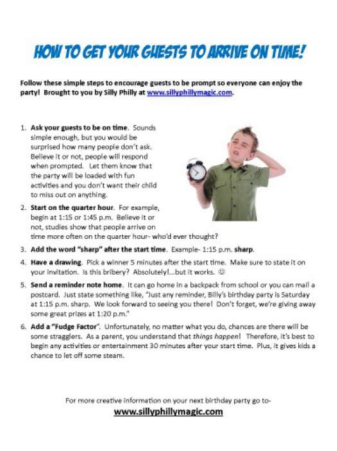 HOW TO GET YOUR GUESTS TO ARRIVE ON TIME!
Follow these simple steps to encourage guests to be prompt so everyone can enjoy the
party! Brought to you by Silly Philly at www.sillyphillymagic.com.
1. Ask your guests to be on time. Sounds
simple enough, but you would be
surprised how many people don't ask.
Believe it or not, people will respond
when prompted. Let them know that
the party will be loaded with fun
activities and you don't want their child
to miss out on anything.
2. Start on the quarter hour. For example,
begin at 1:15 or 1:45 p.m. Believe it or
not, studies show that people arrive on
time more often on the quarter hour- who'd ever thought?
3. Add the word "sharp" after the start time. Example- 1:15 p.m. sharp.
4. Have a drawing. Pick a winner 5 minutes after the start time. Make sure to state it on
your invitation. Is this bribery? Absolutely!...but it works. ☺
5. Send a reminder note home. It can go home in a backpack from school or you can mail a
postcard. Just state something like, "Just any reminder, Billy's birthday party is Saturday
at 1:15 p.m. sharp. We look forward to seeing you there! Don't forget, we're giving away
some great prizes at 1:20 p.m."
6. Add a "Fudge Factor". Unfortunately, no matter what you do, chances are there will be
some stragglers. As a parent, you understand that things happen! Therefore, it's best to
begin any activities or entertainment 30 minutes after your start time. Plus, it gives kids a
chance to let off some steam.
For more creative information on your next birthday party go to-
www.sillyphillymagic.com